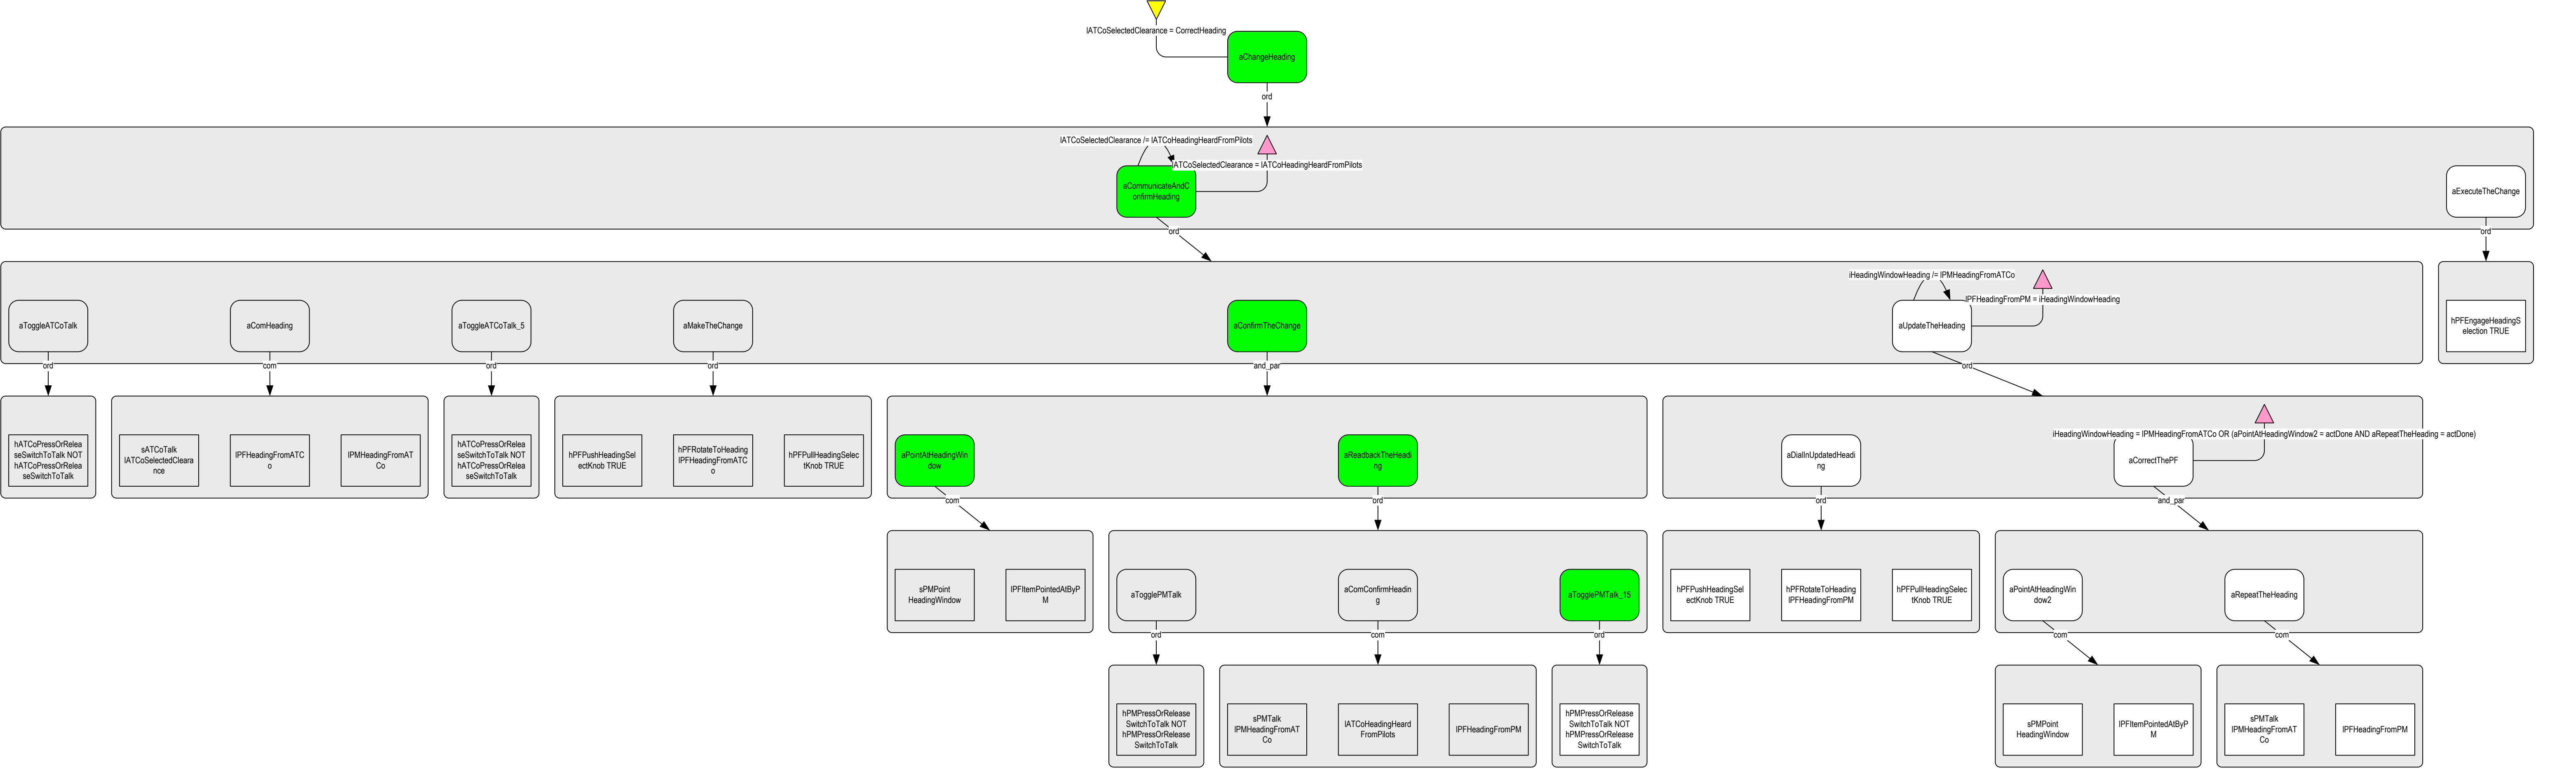 lATCoSelectedClearance = CorrectHeading
aChangeHeading
ord
lATCoSelectedClearance /= lATCoHeadingHeardFromPilots
lATCoSelectedClearance = lATCoHeadingHeardFromPilots
aCommunicateAndC
onfirmHeading
aExecuteTheChange
ord
ord
iHeadingWindowHeading /= lPMHeadingFromATCo
lPFHeadingFromPM = iHeadingWindowHeading
aToggleATCoTalk
aComHeading
aToggleATCoTalk_5
aMakeTheChange
aConfirmTheChange
aUpdateTheHeading
hPFEngageHeadingS
election TRUE
ord
com
ord
ord
and_par
ord
hATCoPressOrRelea
seSwitchToTalk NOT
hATCoPressOrRelea
seSwitchToTalk
sATCoTalk
lATCoSelectedCleara
nce
lPFHeadingFromATC
o
lPMHeadingFromAT
Co
hATCoPressOrRelea
seSwitchToTalk NOT
hATCoPressOrRelea
seSwitchToTalk
hPFPushHeadingSel
ectKnob TRUE
hPFRotateToHeading
lPFHeadingFromATC
o
hPFPullHeadingSelec
tKnob TRUE
aPointAtHeadingWin
dow
aReadbackTheHeadi
ng
aDialInUpdatedHeadi
ng
iHeadingWindowHeading = lPMHeadingFromATCo OR (aPointAtHeadingWindow2 = actDone AND aRepeatTheHeading = actDone)
aCorrectThePF
com
ord
ord
and_par
sPMPoint
HeadingWindow
lPFItemPointedAtByP
M
aTogglePMTalk
aComConfirmHeadin
g
aTogglePMTalk_15
hPFPushHeadingSel
ectKnob TRUE
hPFRotateToHeading
lPFHeadingFromPM
hPFPullHeadingSelec
tKnob TRUE
aPointAtHeadingWin
dow2
aRepeatTheHeading
ord
com
ord
com
com
hPMPressOrRelease
SwitchToTalk NOT
hPMPressOrRelease
SwitchToTalk
sPMTalk
lPMHeadingFromAT
Co
lATCoHeadingHeard
FromPilots
lPFHeadingFromPM
hPMPressOrRelease
SwitchToTalk NOT
hPMPressOrRelease
SwitchToTalk
sPMPoint
HeadingWindow
lPFItemPointedAtByP
M
sPMTalk
lPMHeadingFromAT
Co
lPFHeadingFromPM